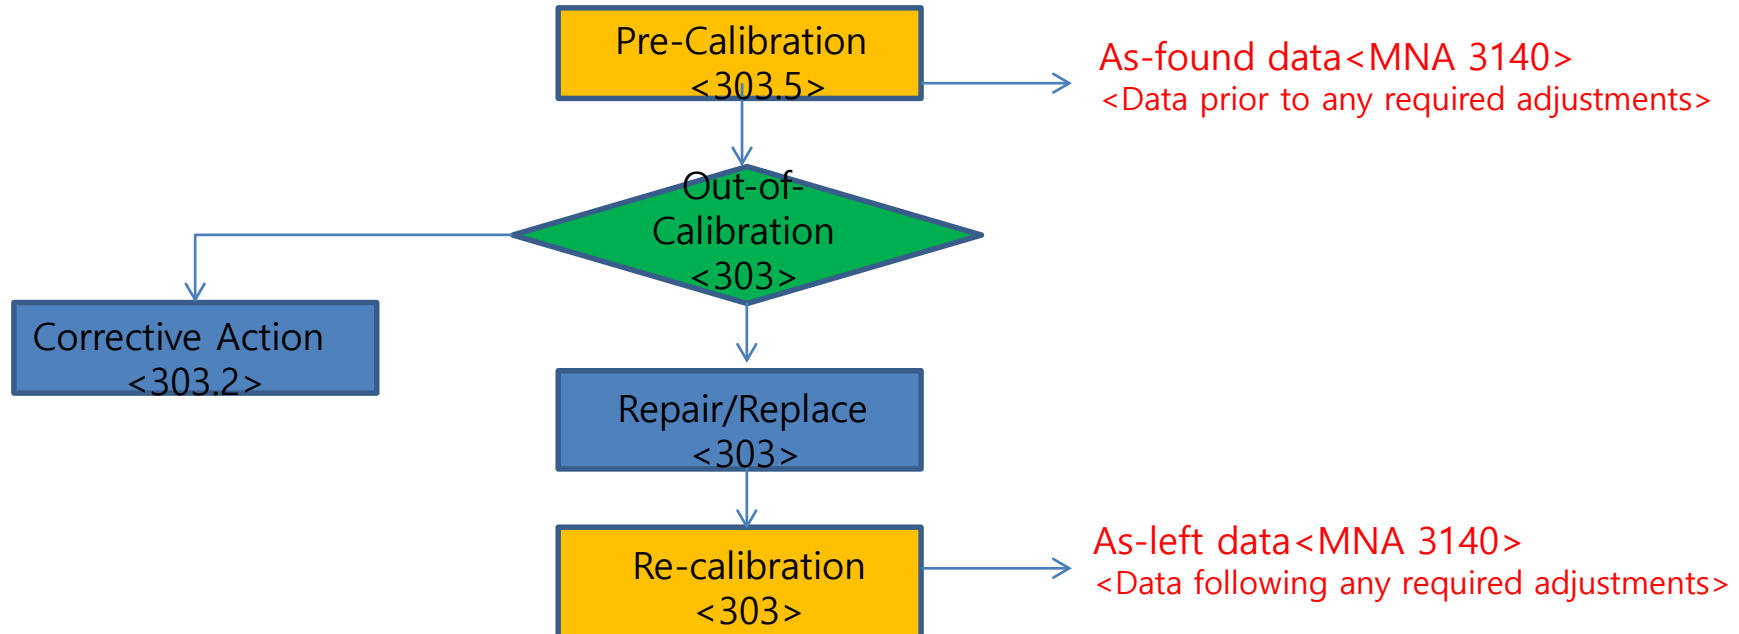 Pre-Calibration
<303.5>
As-found data<MNA 3140>
<Data prior to any required adjustments>
Out-of-
Calibration
<303>
Corrective Action
<303.2>
Repair/Replace
<303>
Re-calibration
<303>
As-left data<MNA 3140>
<Data following any required adjustments>